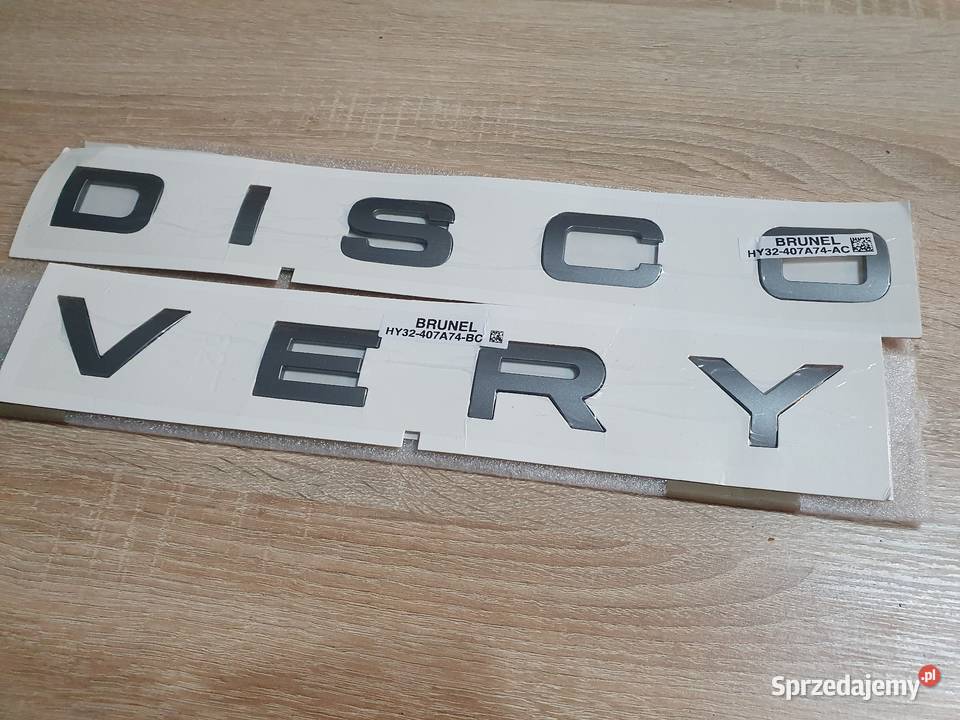 DISCO
BRUNEL
HY32-407A74-AC
VERY
BRUNEL
HY32-407A74-BC
Sprzedajemy.pl